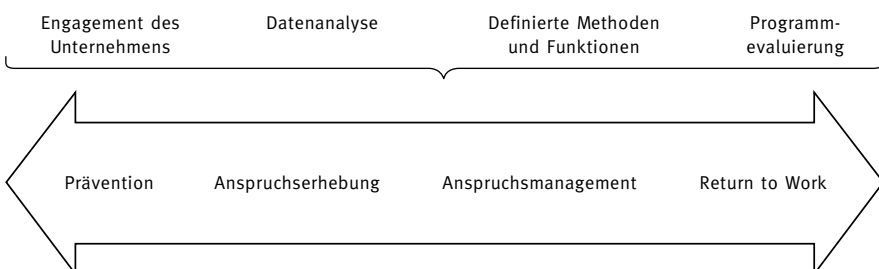 Engagement des
Unternehmens
Datenanalyse
Definierte Methoden
und Funktionen
Programm-
evaluierung
Prävention
Anspruchserhebung
Anspruchsmanagement
Return to Work